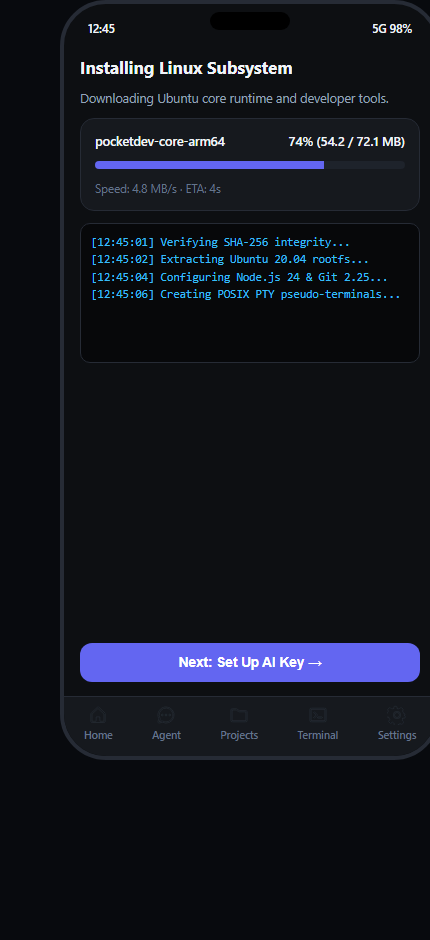 12:45 5G 98%
Installing Linux Subsystem
Downloading Ubuntu core runtime and developer tools.
pocketdev-core-arm64 74% (54.2 / 72.1 MB)
Speed: 4.8 MB/s · ETA: 4s
[12:45:01] Verifying SHA-256 integrity...
[12:45:02] Extracting Ubuntu 20.04 rootfs...
[12:45:04] Configuring Node.js 24 & Git 2.25...
[12:45:06] Creating POSIX PTY pseudo-terminals...
Next: Set Up AI Key →
Home Agent Projects Terminal Settings